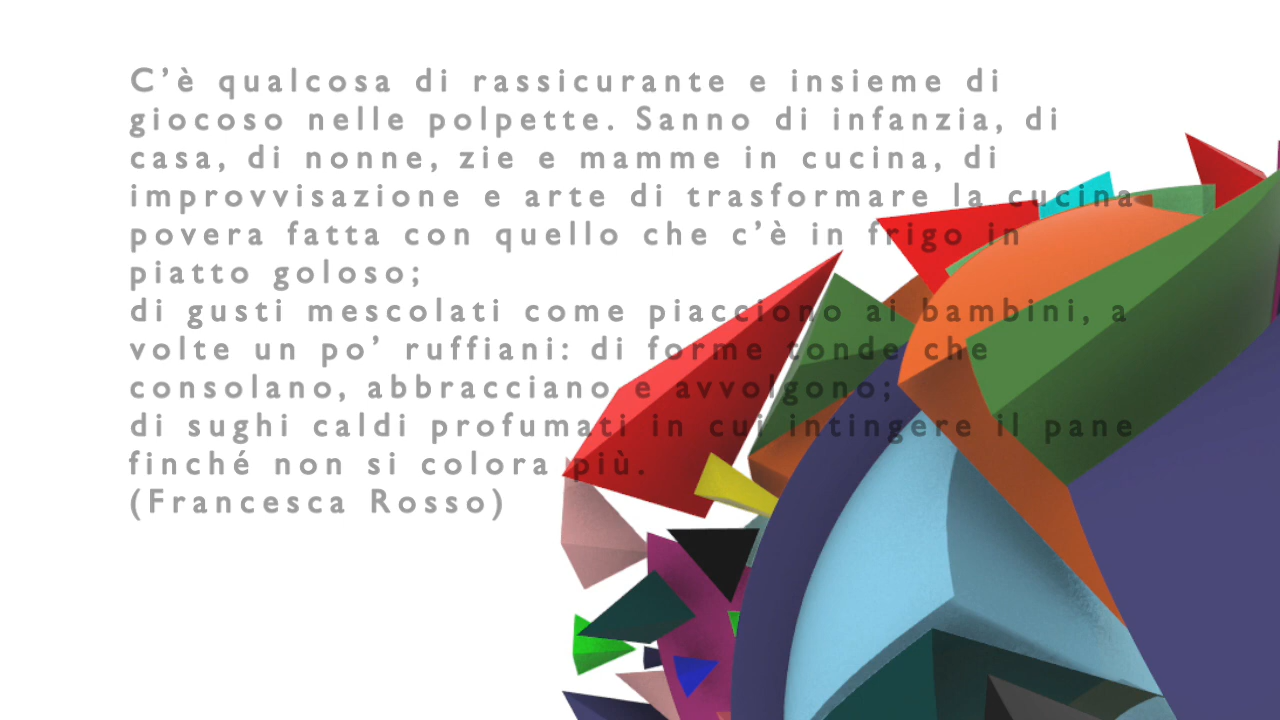 C’è qualcosa di rassicurante e insieme di
giocoso nelle polpette. Sanno di infanzia, di
casa, di nonne, zie e mamme in cucina, di
improvvisazione e arte di trasformare la cucina
povera fatta con quello che c’è in frigo in
piatto goloso;
di gusti mescolati come piacciono ai bambini, a
volte un po’ ruffiani: di forme tonde che
consolano, abbracciano e avvolgono;
di sughi caldi profumati in cui intingere il pane
finché non si colora più.
(Francesca Rosso)